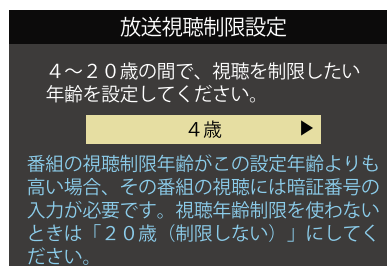 放送視聴制限設定
４～２０歳の間で、視聴を制限したい
年齢を設定してください。
４歳 ▶
番組の視聴制限年齢がこの設定年齢よりも
高い場合、その番組の視聴には暗証番号の
入力が必要です。視聴年齢制限を使わない
ときは「２０歳（制限しない）」にしてく
ださい。